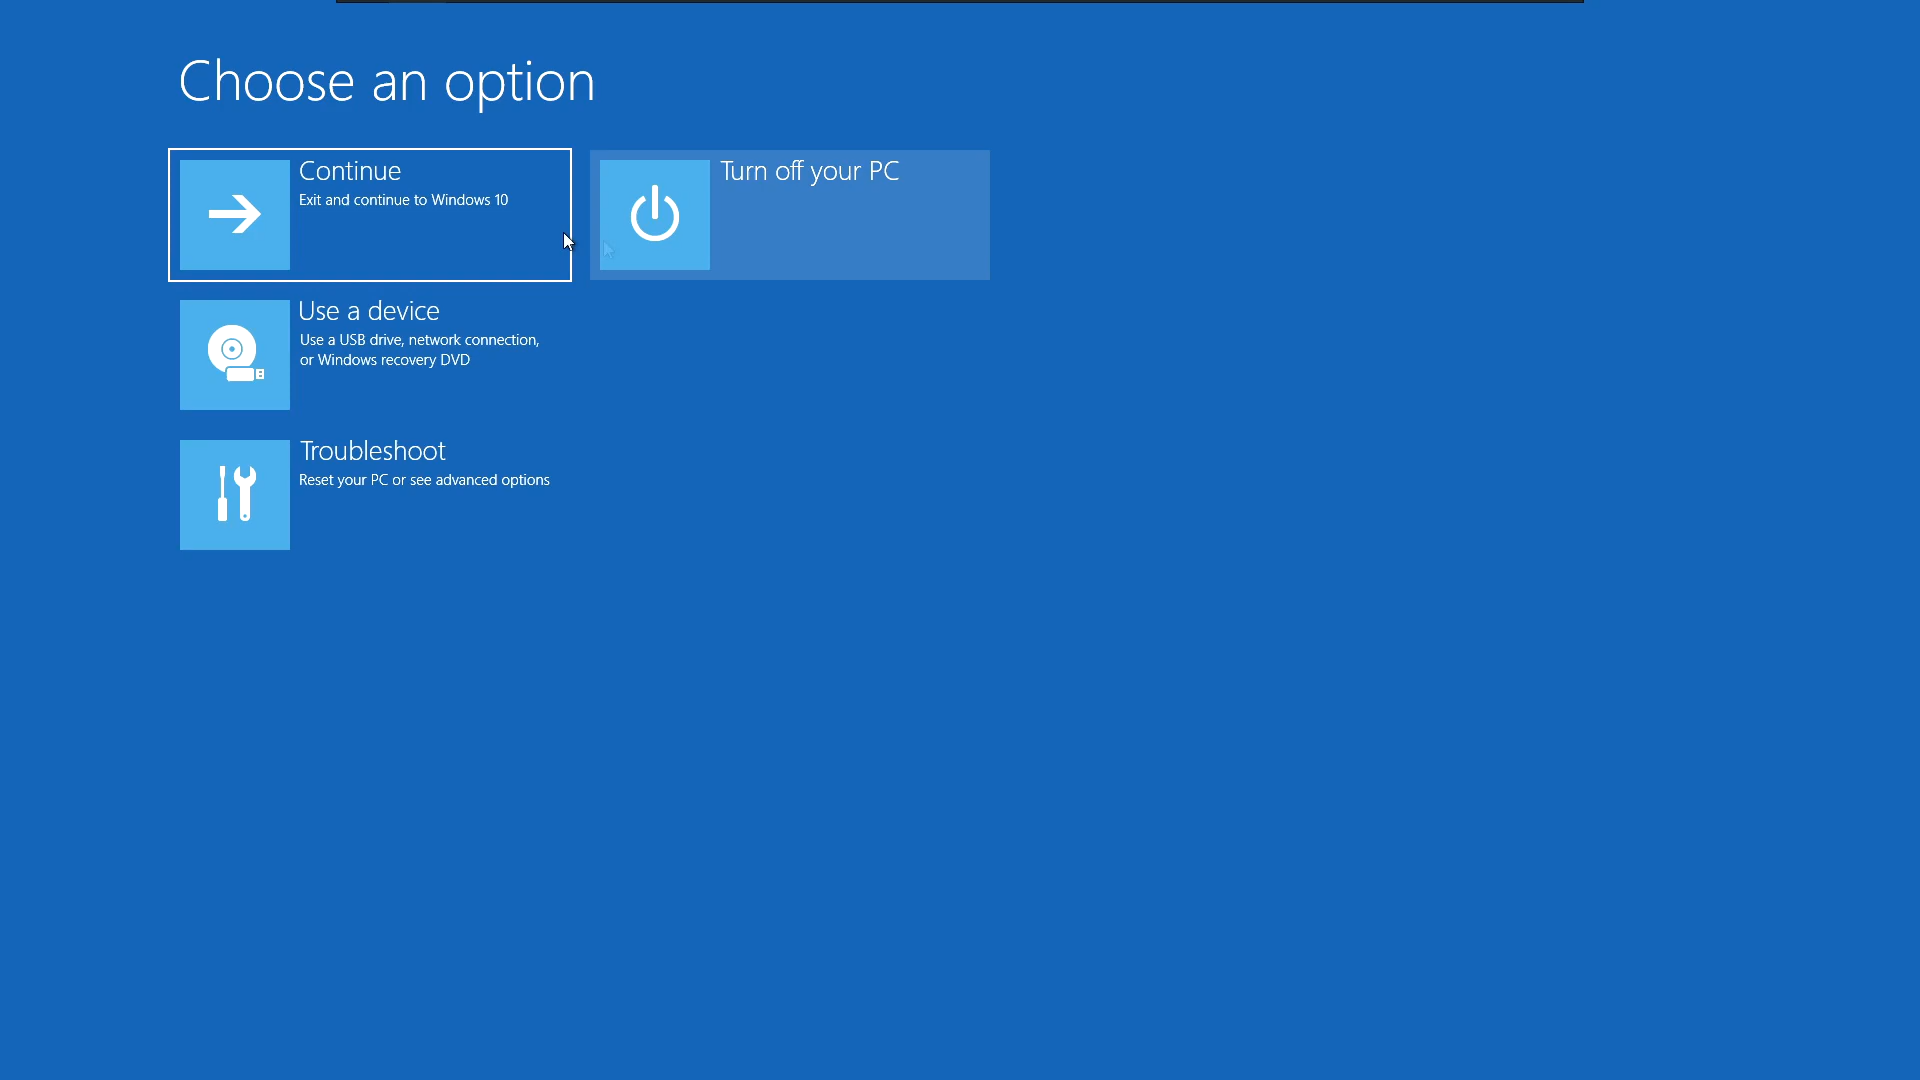 Choose an option
Continue
Exit and continue to Windows 10
Turn off your PC
Use a device
Use a USB drive, network connection,
or Windows recovery DVD
Troubleshoot
Reset your PC or see advanced options